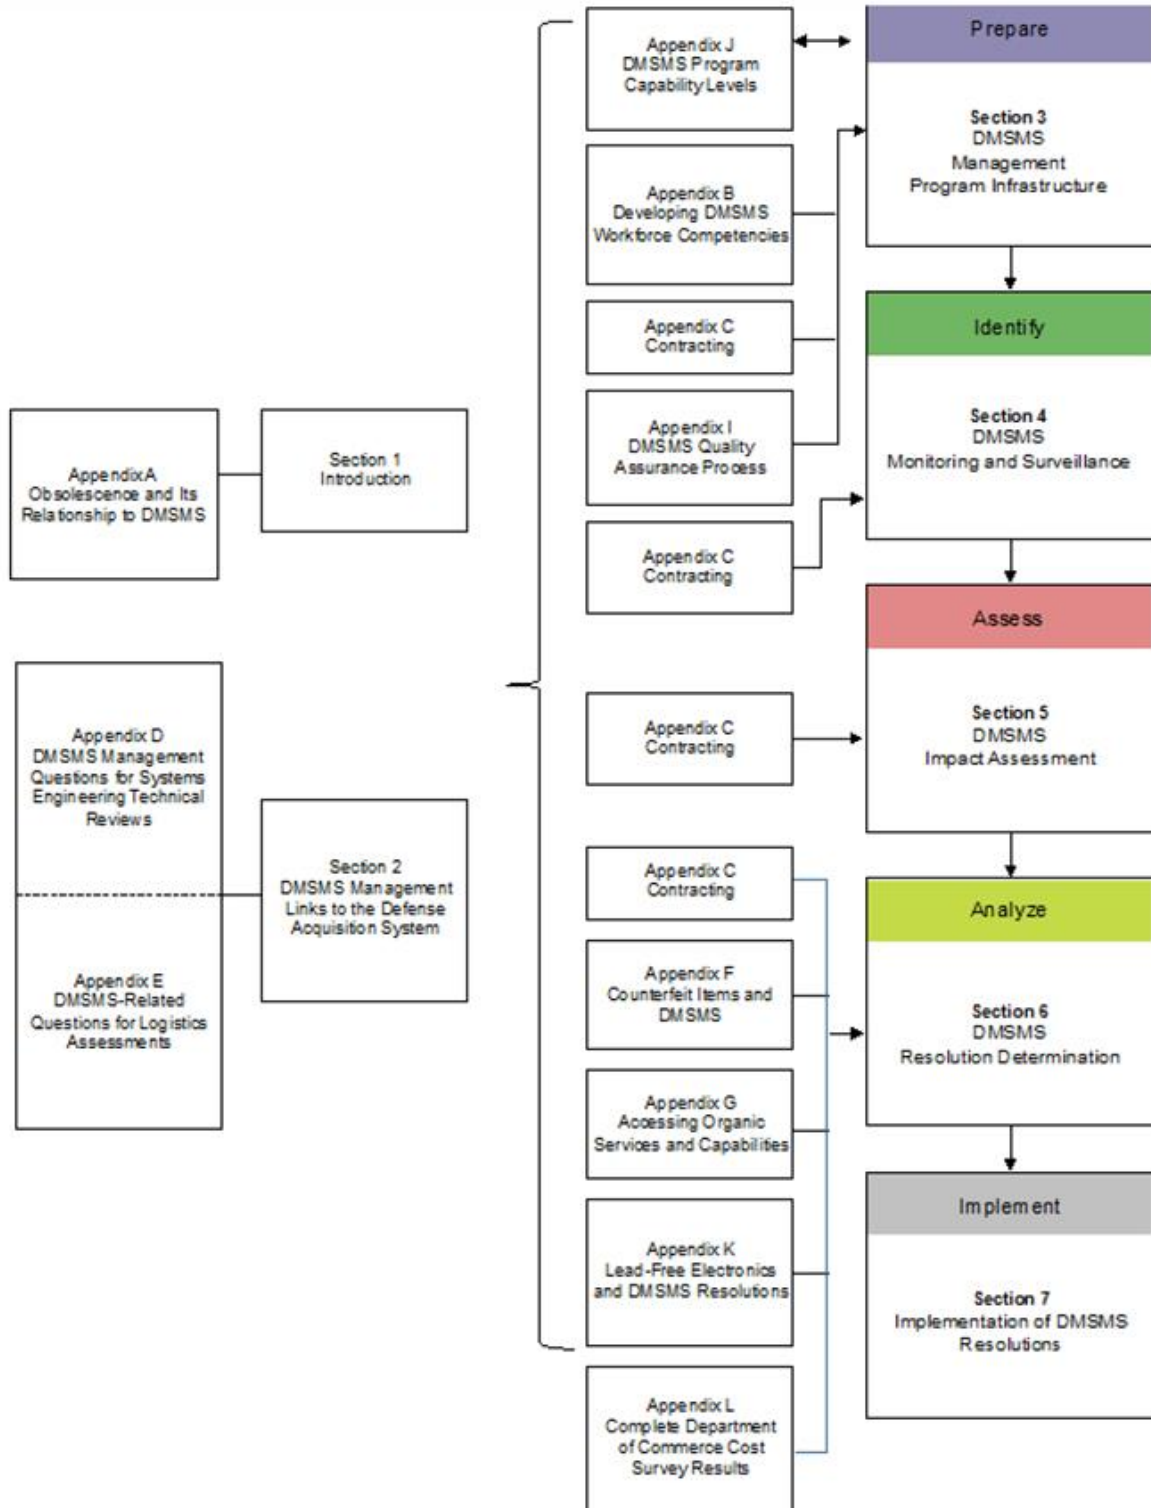 Appendix A
Obsolescence and Its
Relationship to DMSMS
Section 1
Introduction
Appendix D
DMSMS Management
Questions for Systems
Engineering Technical
Reviews
Appendix E
DMSMS-Related
Questions for Logistics
Assessments
Section 2
DMSMS Management
Links to the Defense
Acquisition System
Appendix J
DMSMS Program
Capability Levels
Appendix B
Developing DMSMS
Workforce Competencies
Appendix C
Contracting
Appendix I
DMSMS Quality
Assurance Process
Appendix C
Contracting
Appendix C
Contracting
Appendix C
Contracting
Appendix F
Counterfeit Items and
DMSMS
Appendix G
Accessing Organic
Services and Capabilities
Appendix K
Lead-Free Electronics
and DMSMS Resolutions
Appendix L
Complete Department
of Commerce Cost
Survey Results
Prepare
Section 3
DMSMS
Management
Program Infrastructure
Identify
Section 4
DMSMS
Monitoring and Surveillance
Assess
Section 5
DMSMS
Impact Assessment
Analyze
Section 6
DMSMS
Resolution Determination
Implement
Section 7
Implementation of DMSMS
Resolutions